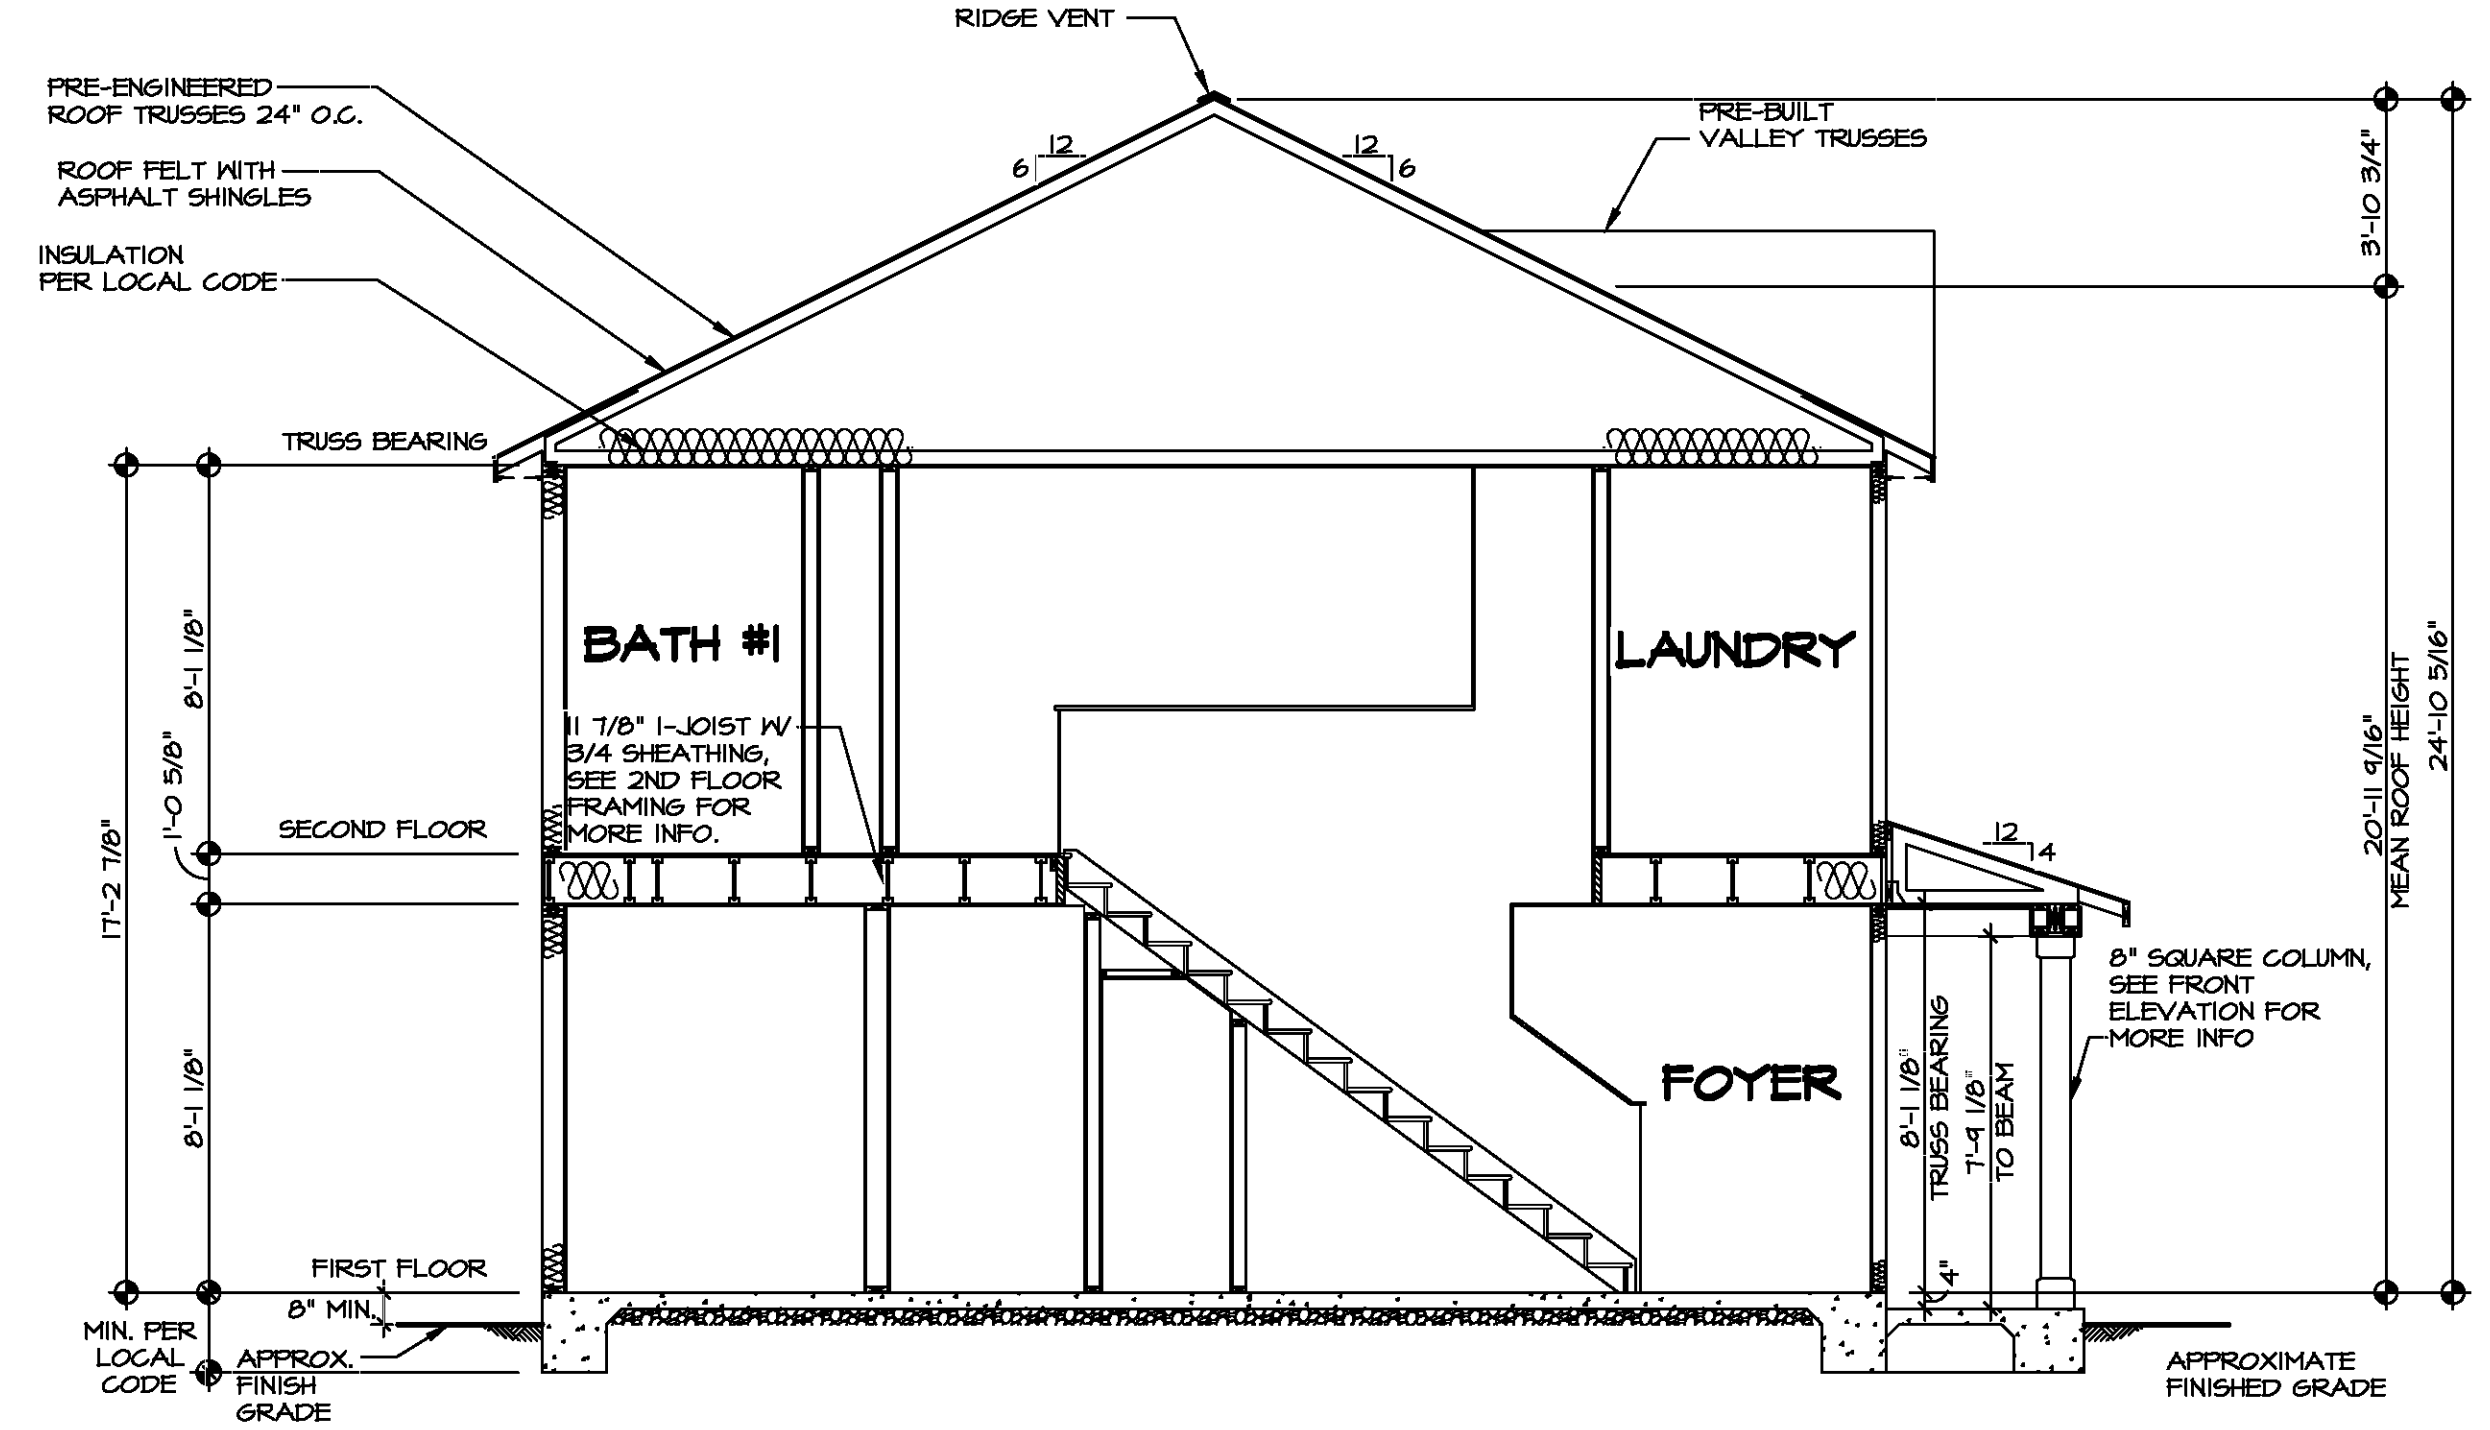 RIDGE VENT
PRE-ENGINEERED
ROOF TRUSSES 24" O.C.
ROOF FELT WITH
ASPHALT SHINGLES
INSULATION
PER LOCAL CODE
12
6
12
6
PRE-BUILT
VALLEY TRUSSES
3'-10 3/4"
TRUSS BEARING
8'-1 1/8"
1'-0 5/8"
17'-2 7/8"
SECOND FLOOR
8'-1 1/8"
BATH #1
LAUNDRY
11 7/8" I-JOIST W/
3/4 SHEATHING,
SEE 2ND FLOOR
FRAMING FOR
MORE INFO.
12
4
20'-11 9/16"
MEAN ROOF HEIGHT
24'-10 5/16"
8" SQUARE COLUMN,
SEE FRONT
ELEVATION FOR
MORE INFO
FOYER
8'-1 1/8"
TRUSS BEARING
7'-9 1/8"
TO BEAM
4"
FIRST FLOOR
8" MIN.
MIN. PER
LOCAL
CODE
APPROX.
FINISH
GRADE
APPROXIMATE
FINISHED GRADE